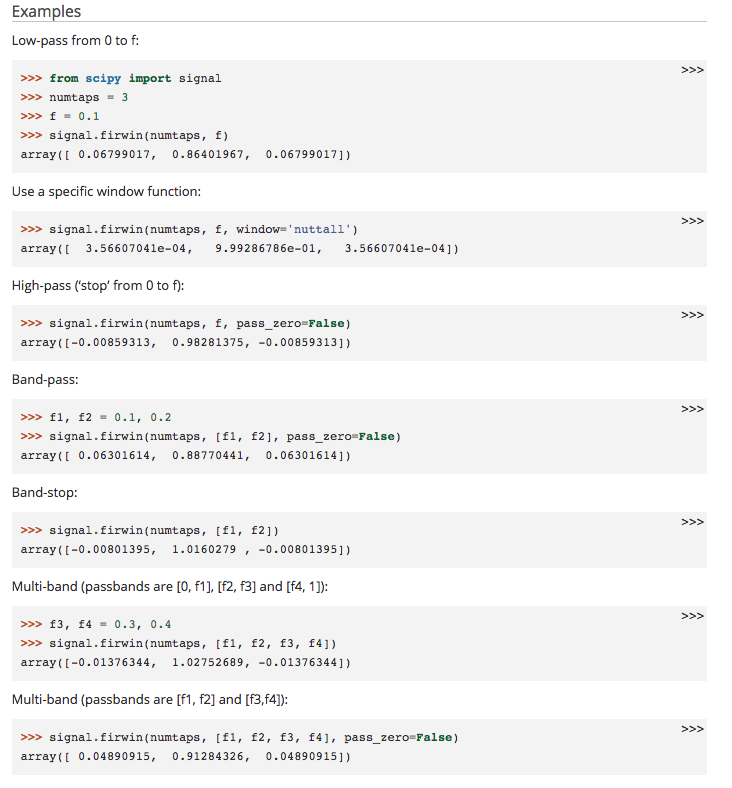 Examples
Low-pass from 0 to f:
>>>
>>> from scipy import signal
>>> numtaps = 3
>>> f = 0.1
>>> signal.firwin(numtaps, f)
array([ 0.06799017,  0.86401967,  0.06799017])
Use a specific window function:
>>>
>>> signal.firwin(numtaps, f, window='nuttall')
array([  3.56607041e-04,   9.99286786e-01,   3.56607041e-04])
High-pass (‘stop’ from 0 to f):
>>>
>>> signal.firwin(numtaps, f, pass_zero=False)
array([-0.00859313,  0.98281375, -0.00859313])
Band-pass:
>>>
>>> f1, f2 = 0.1, 0.2
>>> signal.firwin(numtaps, [f1, f2], pass_zero=False)
array([ 0.06301614,  0.88770441,  0.06301614])
Band-stop:
>>>
>>> signal.firwin(numtaps, [f1, f2])
array([-0.00801395,  1.0160279 , -0.00801395])
Multi-band (passbands are [0, f1], [f2, f3] and [f4, 1]):
>>>
>>> f3, f4 = 0.3, 0.4
>>> signal.firwin(numtaps, [f1, f2, f3, f4])
array([-0.01376344,  1.02752689, -0.01376344])
Multi-band (passbands are [f1, f2] and [f3,f4]):
>>>
>>> signal.firwin(numtaps, [f1, f2, f3, f4], pass_zero=False)
array([ 0.04890915,  0.91284326,  0.04890915])